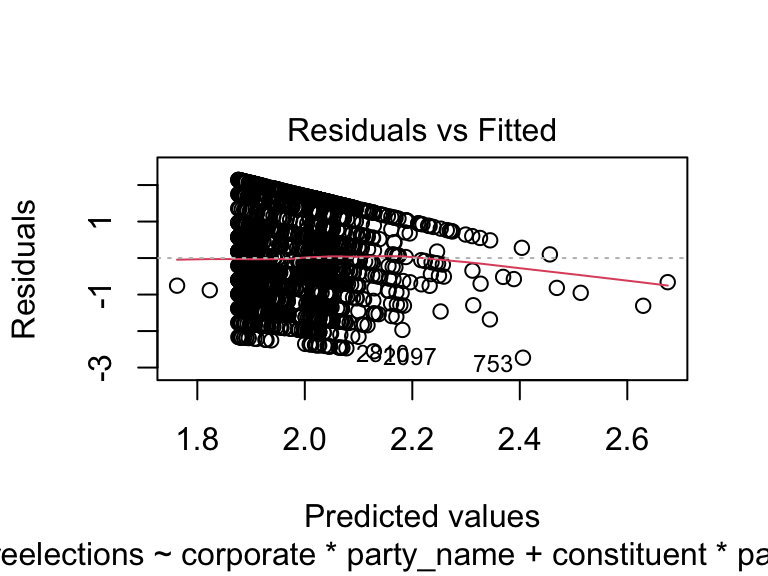 Residuals vs Fitted
Residuals
1
-1
-3
2810
2097
753
1.8 2.0 2.2 2.4 2.6
Predicted values
reelections ~ corporate * party_name + constituent * pa